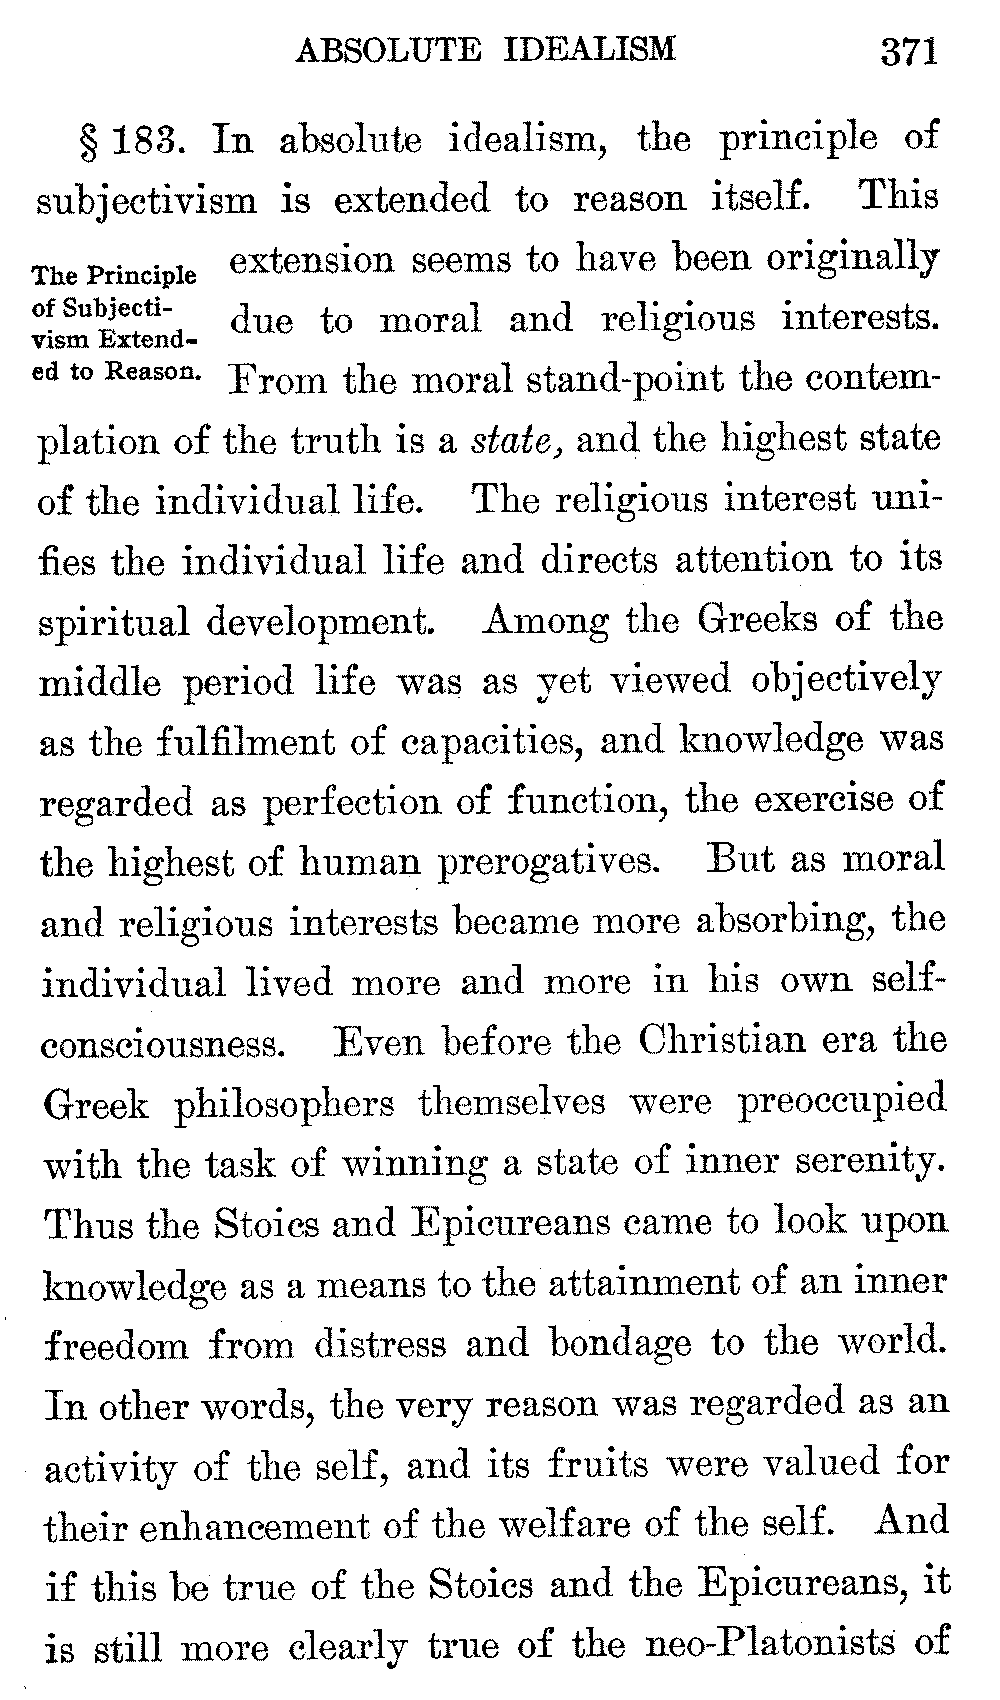 ABSOLUTE IDEALISM 371
§ 183. In absolute idealism, the principle of
subjectivism is extended to reason itself. This
The Principle
of Subjecti-
vism Extend-
ed to Reason.
extension seems to have been originally
due to moral and religious interests.
From the moral stand-point the contem-
plation of the truth is a state, and the highest state
of the individual life. The religious interest uni-
fies the individual life and directs attention to its
spiritual development. Among the Greeks of the
middle period life was as yet viewed objectively
as the fulfilment of capacities, and knowledge was
regarded as perfection of function, the exercise of
the highest of human prerogatives. But as moral
and religious interests became more absorbing, the
individual lived more and more in his own self-
consciousness. Even before the Christian era the
Greek philosophers themselves were preoccupied
with the task of winning a state of inner serenity.
Thus the Stoics and Epicureans came to look upon
knowledge as a means to the attainment of an inner
freedom from distress and bondage to the world.
In other words, the very reason was regarded as an
activity of the self, and its fruits were valued for
their enhancement of the welfare of the self. And
if this be true of the Stoics and the Epicureans, it
is still more clearly true of the neo-Platonists of